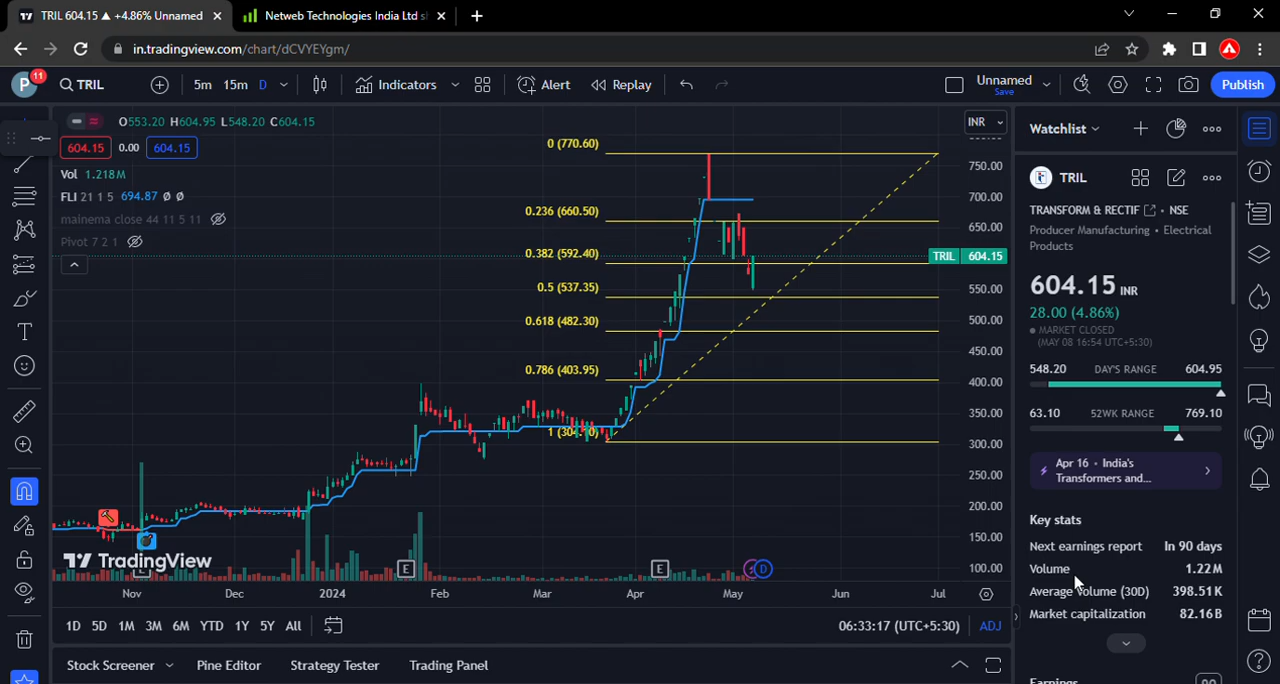 TRIL 604.15 ▲ +4.86% Unnamed
Netweb Technologies India Ltd sh
in.tradingview.com/chart/dCVYEYgm/
P 11 TRIL 5m 15m D Indicators Alert Replay Unnamed Save Publish
O553.20 H604.95 L548.20 C604.15
604.15 0.00 604.15
Vol 1.218M
FLI 21 1 5 694.87 Ø Ø
mainema close 44 11 5 11
Pivot 7 2 1
INR
0 (770.60)
0.236 (660.50)
0.382 (592.40)
0.5 (537.35)
0.618 (482.30)
0.786 (403.95)
TRIL 604.15
750.00
700.00
650.00
550.00
500.00
450.00
400.00
350.00
300.00
250.00
200.00
150.00
100.00
TradingView
E E E D
Nov Dec 2024 Feb Mar Apr May Jun Jul
1D 5D 1M 3M 6M YTD 1Y 5Y All 06:33:17 (UTC+5:30) ADJ
Stock Screener Pine Editor Strategy Tester Trading Panel
Watchlist
TRIL
TRANSFORM & RECTIF • NSE
Producer Manufacturing • Electrical
Products
604.15 INR
28.00 (4.86%)
MARKET CLOSED
(MAY 08 16:54 UTC+5:30)
548.20 DAY'S RANGE 604.95
63.10 52WK RANGE 769.10
Apr 16 • India's
Transformers and...
Key stats
Next earnings report In 90 days
Volume 1.22M
Average Volume (30D) 398.51K
Market capitalization 82.16B
Earnings